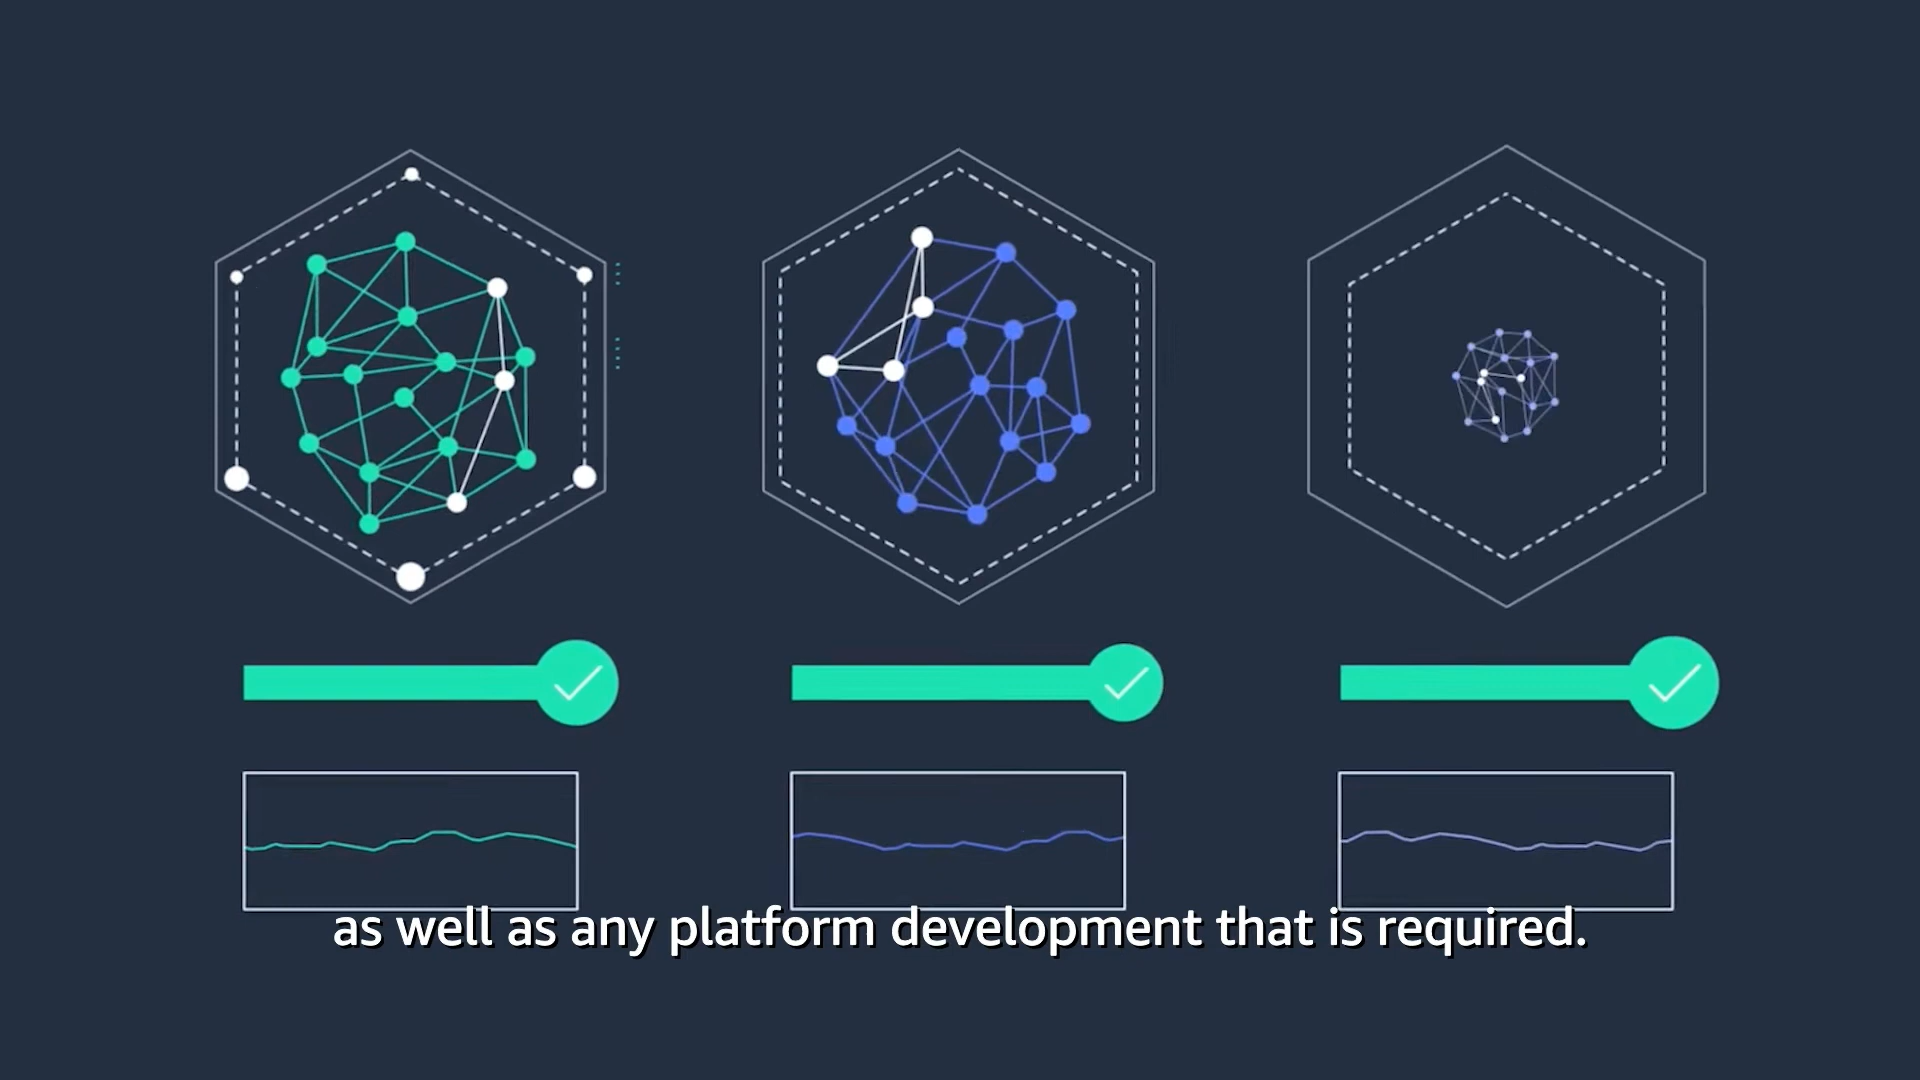 as well as any platform development that is required.